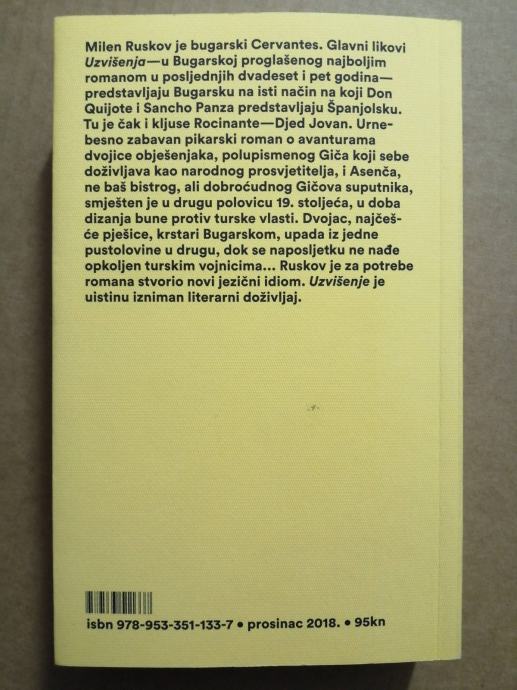 Milen Ruskov je bugarski Cervantes. Glavni likovi
Uzvišenja—u Bugarskoj proglašenog najboljim
romanom u posljednjih dvadeset i pet godina—
predstavljaju Bugarsku na isti način na koji Don
Quijote i Sancho Panza predstavljaju Španjolsku.
Tu je čak i kljuse Rocinante—Djed Jovan. Urne-
besno zabavan pikarski roman o avanturama
dvojice obješenjaka, polupismenog Giča koji sebe
doživljava kao narodnog prosvjetitelja, i Asenča,
ne baš bistrog, ali dobroćudnog Gičova suputnika,
smješten je u drugu polovicu 19. stoljeća, u doba
dizanja bune protiv turske vlasti. Dvojac, najčeš-
će pješice, krstari Bugarskom, upada iz jedne
pustolovine u drugu, dok se naposljetku ne nađe
opkoljen turskim vojnicima... Ruskov je za potrebe
romana stvorio novi jezični idiom. Uzvišenje je
uistinu izniman literarni doživljaj.
isbn 978-953-351-133-7 • prosinac 2018. • 95kn